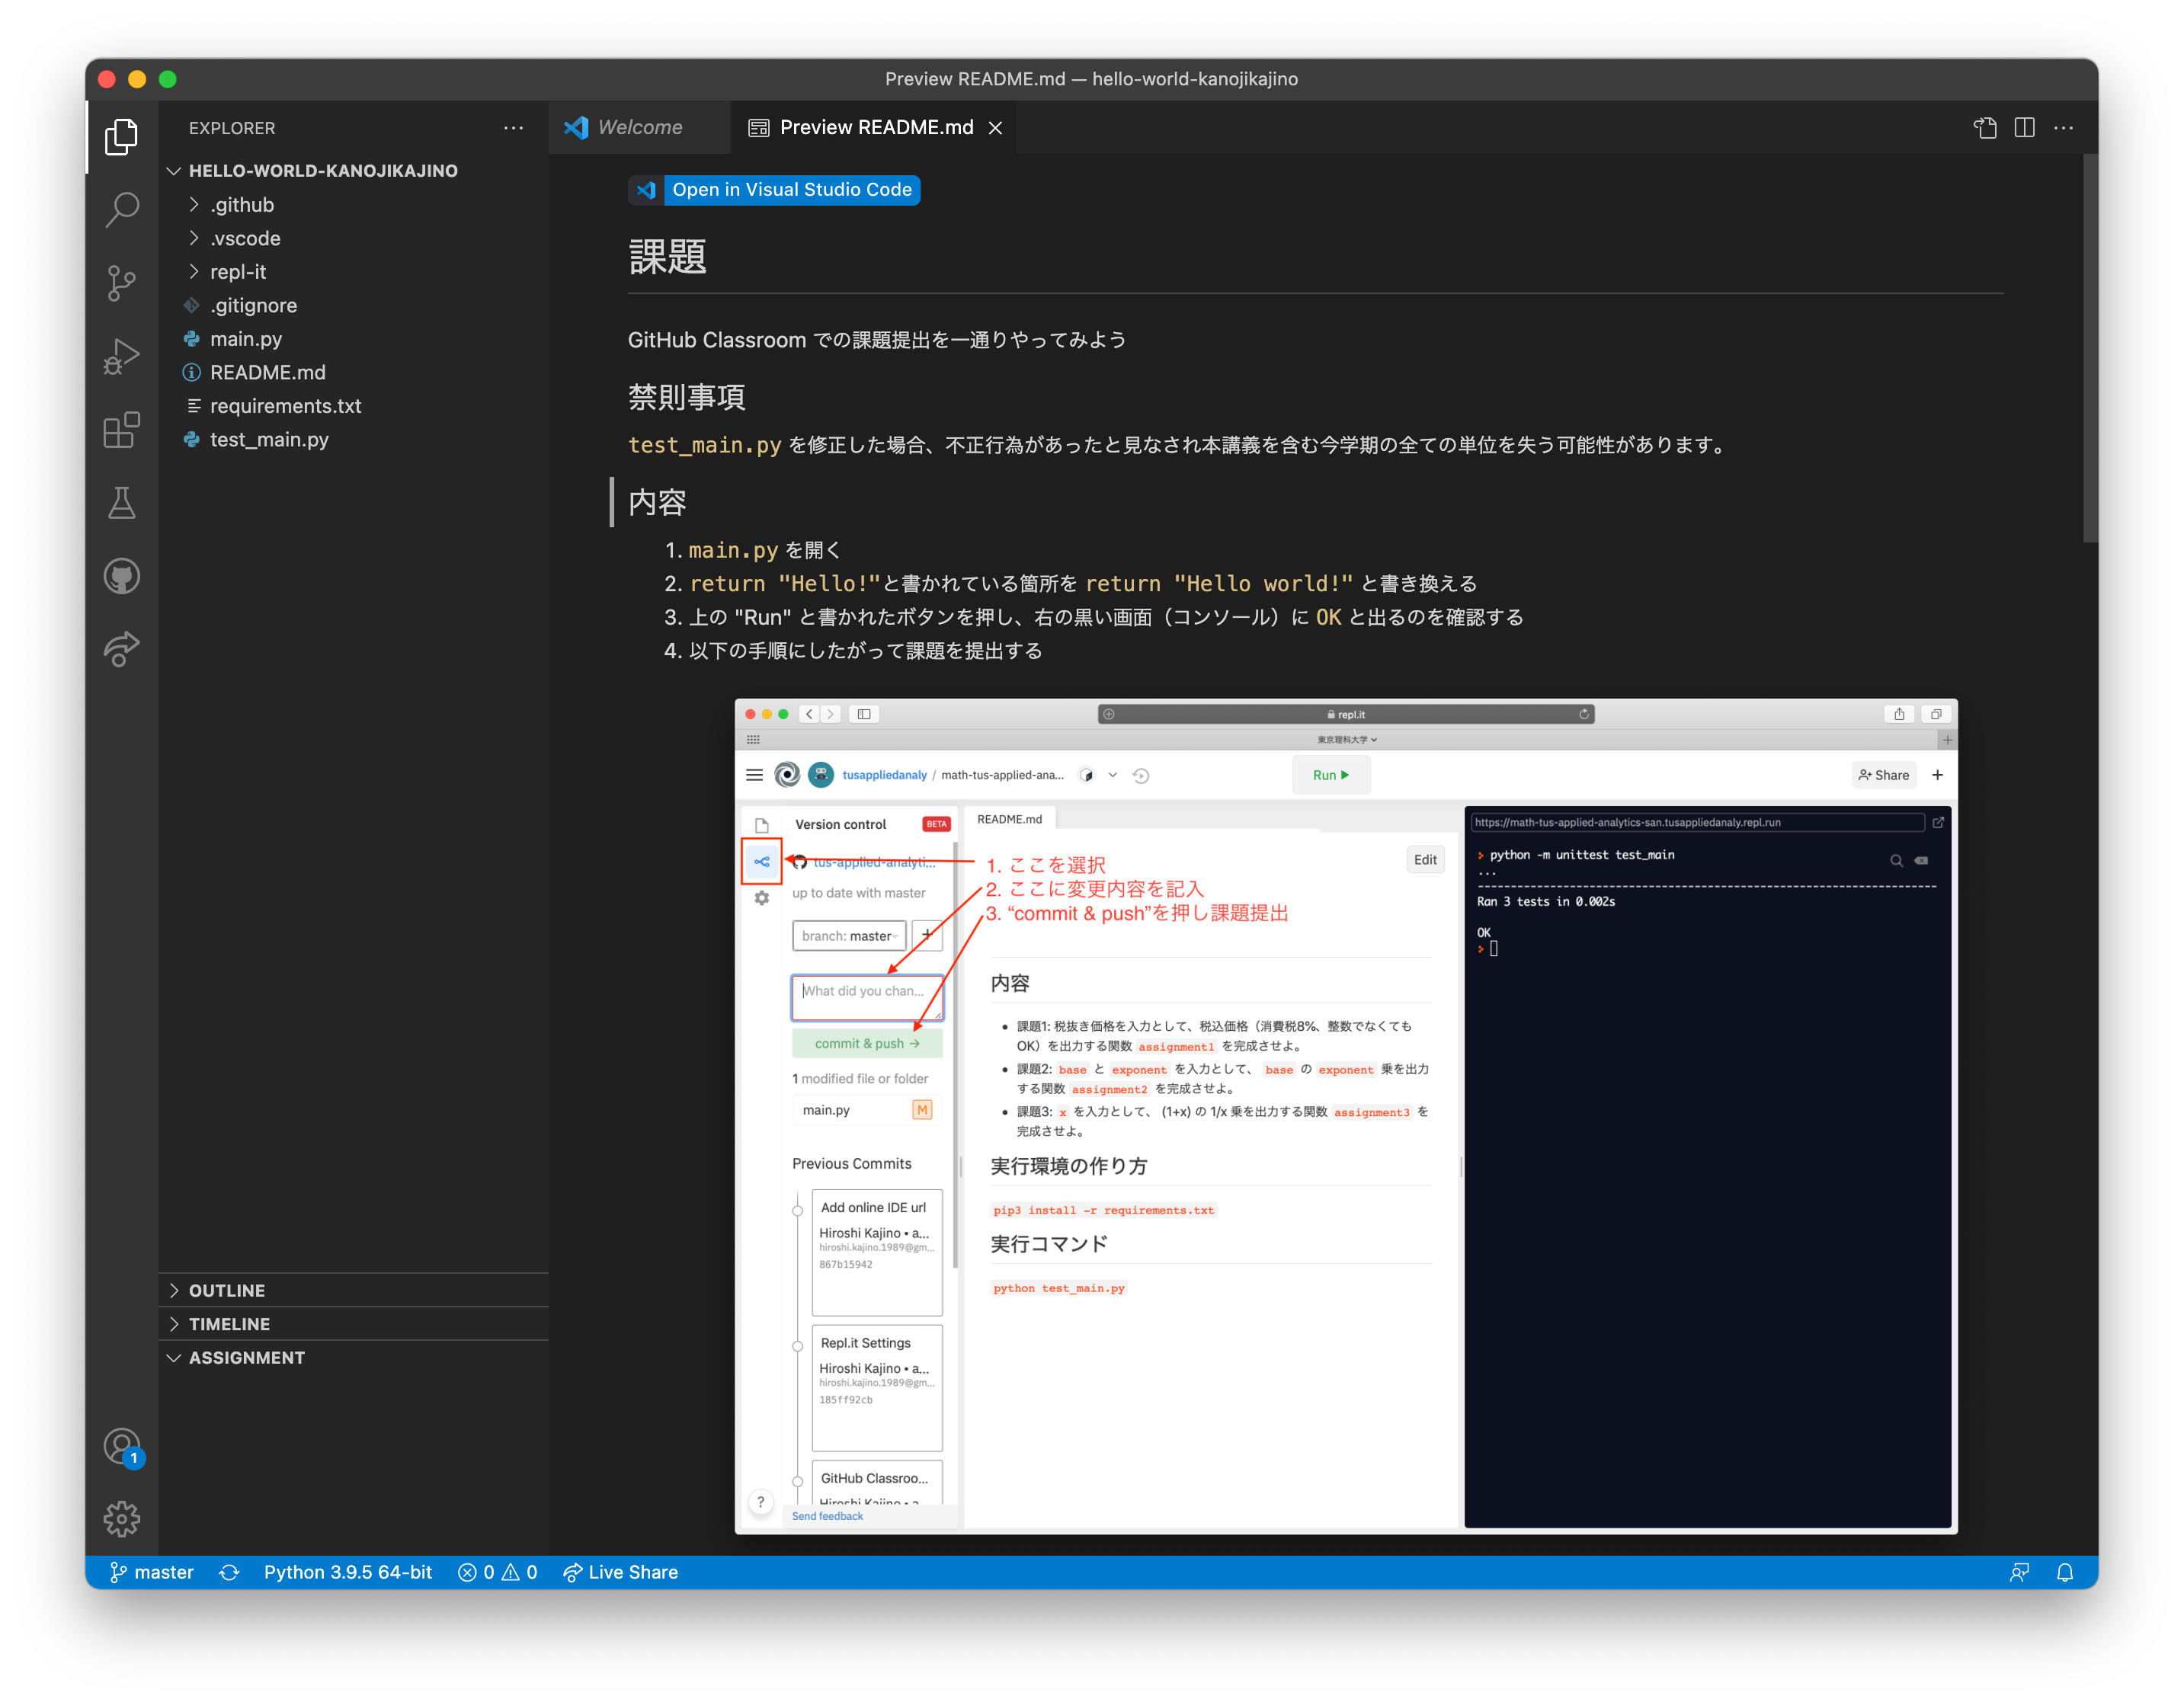 Preview README.md — hello-world-kanojikajino
EXPLORER
HELLO-WORLD-KANOJIKAJINO
.github
.vscode
repl-it
.gitignore
main.py
README.md
requirements.txt
test_main.py
OUTLINE
TIMELINE
ASSIGNMENT
1
Welcome
Preview README.md
Open in Visual Studio Code
課題
GitHub Classroom での課題提出を一通りやってみよう
禁則事項
test_main.py を修正した場合、不正行為があったと見なされ本講義を含む今学期の全ての単位を失う可能性があります。
内容
1. main.py を開く
2. return "Hello!"と書かれている箇所を return "Hello world!" と書き換える
3. 上の "Run" と書かれたボタンを押し、右の黒い画面（コンソール）に OK と出るのを確認する
4. 以下の手順にしたがって課題を提出する
repl.it
東京理科大学
tusappliedanaly / math-tus-applied-ana...
Run
Share
+
Version control
BETA
tus-applied-analyti...
up to date with master
branch: master
+
What did you chan...
commit & push →
1 modified file or folder
main.py
M
Previous Commits
Add online IDE url
Hiroshi Kajino • a...
hiroshi.kajino.1989@gm...
867b15942
Repl.it Settings
Hiroshi Kajino • a...
hiroshi.kajino.1989@gm...
185ff92cb
GitHub Classroo...
Hiroshi Kajino • a
?
Send feedback
README.md
Edit
1. ここを選択
2. ここに変更内容を記入
3. “commit & push”を押し課題提出
内容
課題1: 税抜き価格を入力として、税込価格（消費税8%、整数でなくても
OK）を出力する関数 assignment1 を完成させよ。
課題2: base と exponent を入力として、 base の exponent 乗を出力
する関数 assignment2 を完成させよ。
課題3: x を入力として、 (1+x) の 1/x 乗を出力する関数 assignment3 を
完成させよ。
実行環境の作り方
pip3 install -r requirements.txt
実行コマンド
python test_main.py
https://math-tus-applied-analytics-san.tusappliedanaly.repl.run
python -m unittest test_main
...
----------------------------------------------------------------------
Ran 3 tests in 0.002s
OK
master
Python 3.9.5 64-bit
0
0
Live Share